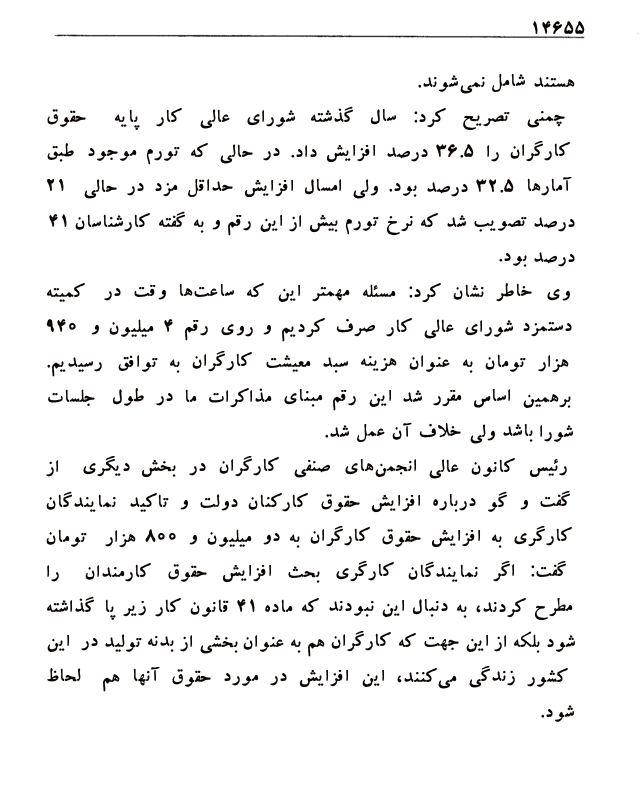 ۱۴۶۵۵
هستند شامل نمی‌شوند.
چمنی تصریح کرد: سال گذشته شورای عالی کار پایه حقوق
کارگران را ۳۶.۵ درصد افزایش داد. در حالی که تورم موجود طبق
آمارها ۳۲.۵ درصد بود. ولی امسال افزایش حداقل مزد در حالی ۲۱
درصد تصویب شد که نرخ تورم بیش از این رقم و به گفته کارشناسان ۴۱
درصد بود.
وی خاطر نشان کرد: مسئله مهمتر این که ساعت‌ها وقت در کمیته
دستمزد شورای عالی کار صرف کردیم و روی رقم ۴ میلیون و ۹۴۰
هزار تومان به عنوان هزینه سبد معیشت کارگران به توافق رسیدیم.
برهمین اساس مقرر شد این رقم مبنای مذاکرات ما در طول جلسات
شورا باشد ولی خلاف آن عمل شد.
رئیس کانون عالی انجمن‌های صنفی کارگران در بخش دیگری از
گفت و گو درباره افزایش حقوق کارکنان دولت و تاکید نمایندگان
کارگری به افزایش حقوق کارگران به دو میلیون و ۸۰۰ هزار تومان
گفت: اگر نمایندگان کارگری بحث افزایش حقوق کارمندان را
مطرح کردند، به دنبال این نبودند که ماده ۴۱ قانون کار زیر پا گذاشته
شود بلکه از این جهت که کارگران هم به عنوان بخشی از بدنه تولید در این
کشور زندگی می‌کنند، این افزایش در مورد حقوق آنها هم لحاظ
شود.